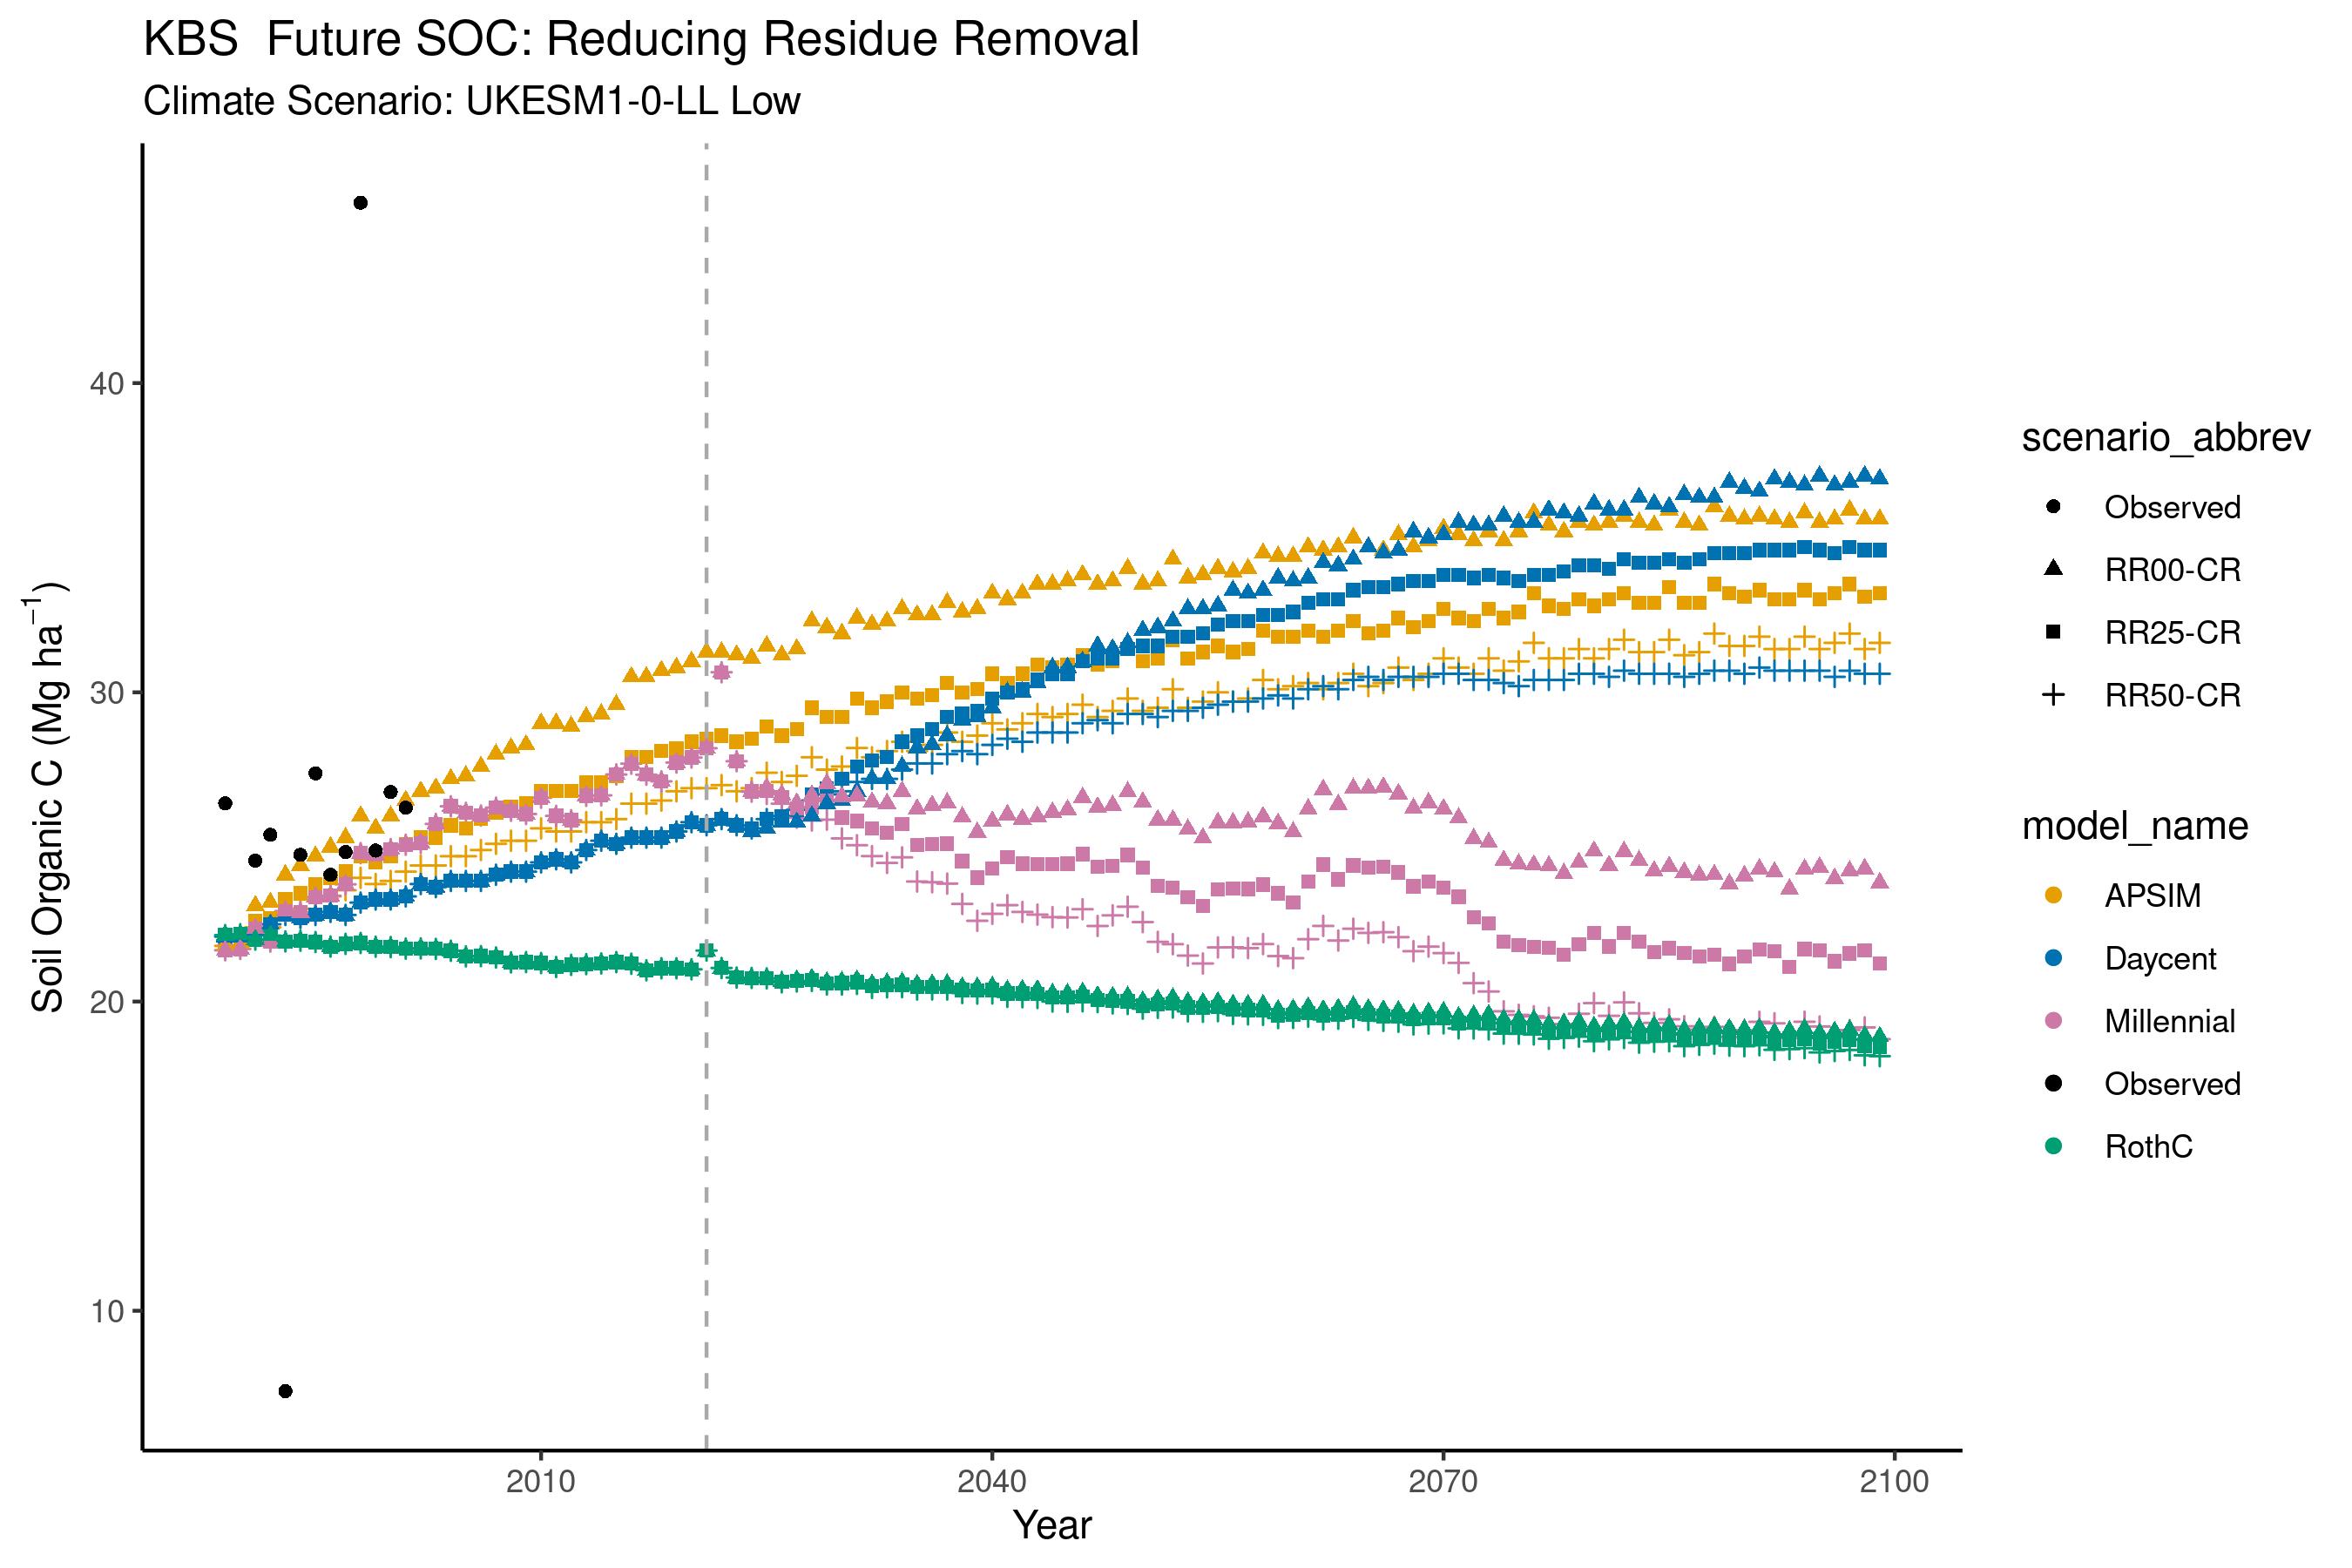 KBS  Future SOC: Reducing Residue Removal
Climate Scenario: UKESM1-0-LL Low
Soil Organic C (Mg ha⁻¹)
40
30
20
10
2010
2040
2070
2100
Year
scenario_abbrev
Observed
RR00-CR
RR25-CR
RR50-CR
model_name
APSIM
Daycent
Millennial
Observed
RothC